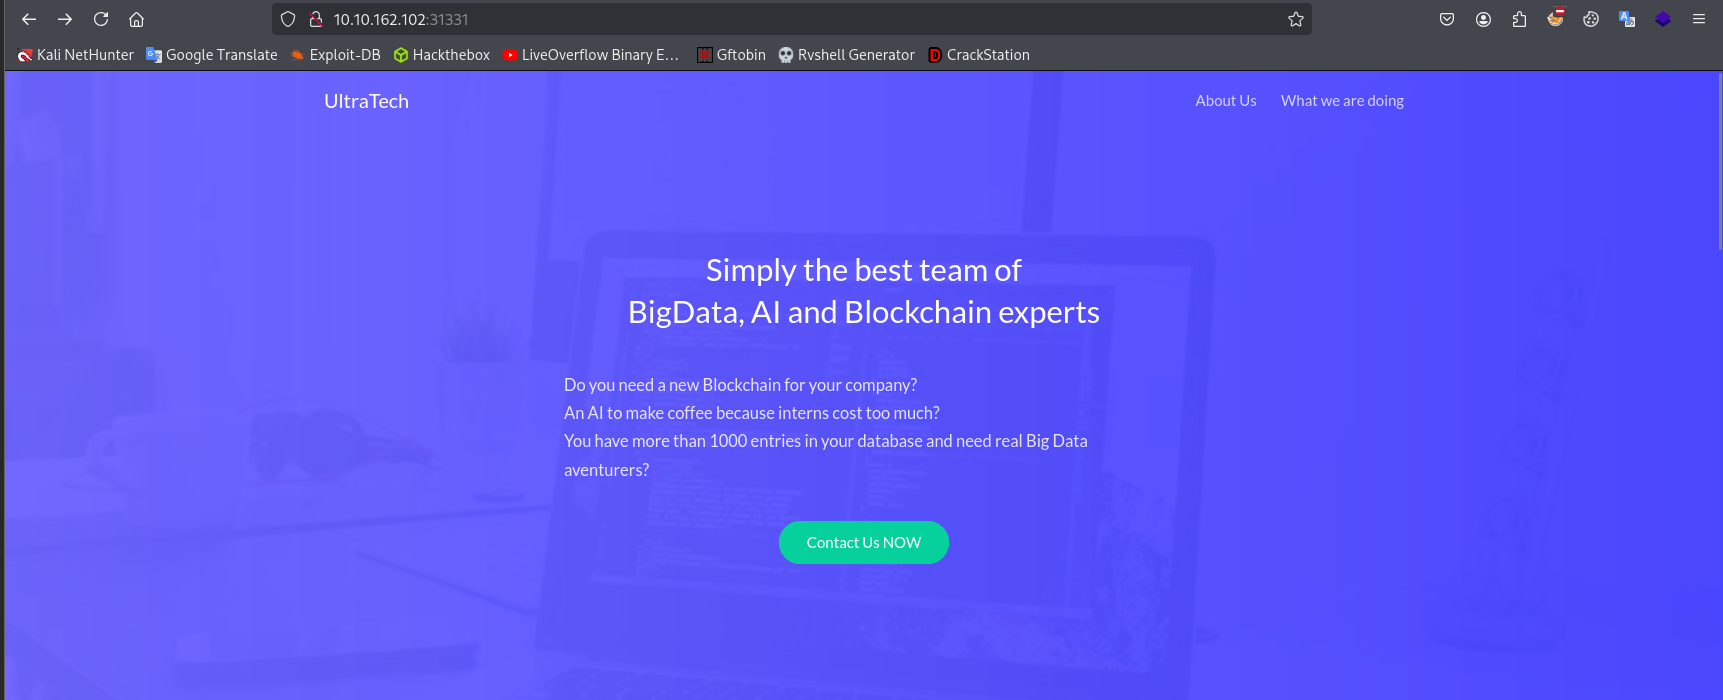 10.10.162.102:31331
Kali NetHunter Google Translate Exploit-DB Hackthebox LiveOverflow Binary E... Gftobin Rvshell Generator CrackStation
UltraTech About Us What we are doing
Simply the best team of
BigData, AI and Blockchain experts
Do you need a new Blockchain for your company?
An AI to make coffee because interns cost too much?
You have more than 1000 entries in your database and need real Big Data
aventurers?
Contact Us NOW